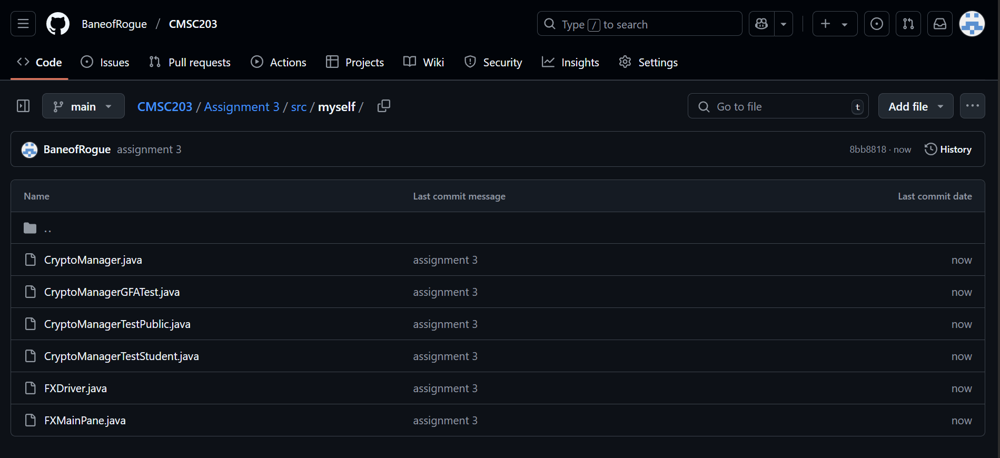 BaneofRogue / CMSC203
Type / to search
Code Issues Pull requests Actions Projects Wiki Security Insights Settings
main CMSC203 / Assignment 3 / src / myself / Go to file t Add file
BaneofRogue assignment 3 8bb8818 · now History
Name Last commit message Last commit date
..
CryptoManager.java assignment 3 now
CryptoManagerGFATest.java assignment 3 now
CryptoManagerTestPublic.java assignment 3 now
CryptoManagerTestStudent.java assignment 3 now
FXDriver.java assignment 3 now
FXMainPane.java assignment 3 now